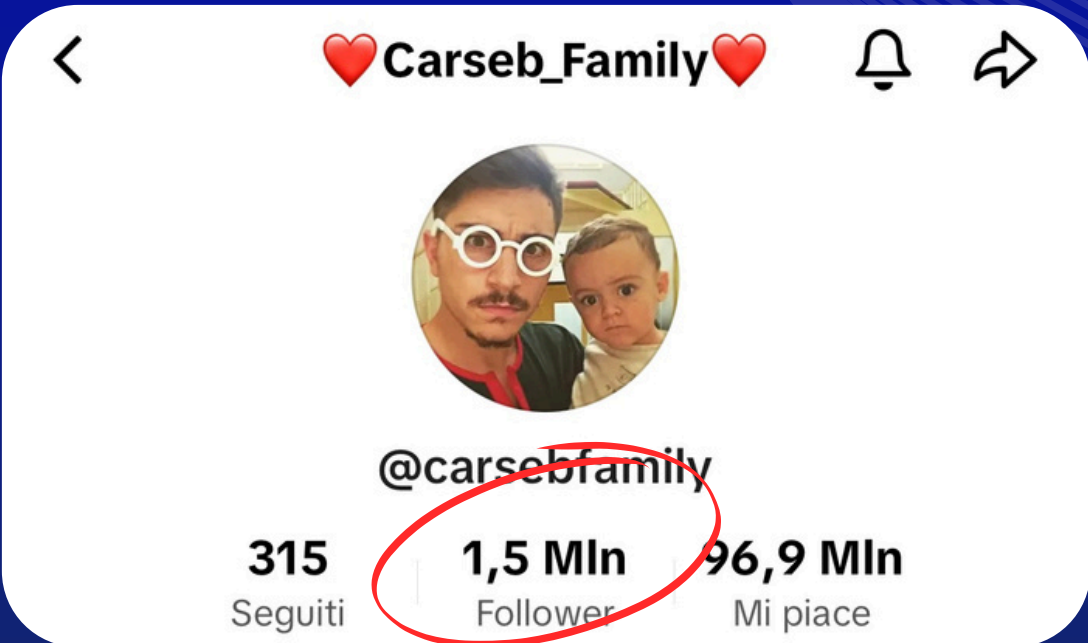 ❤️Carseb_Family❤️
@carsebfamily
315 1,5 Mln 96,9 Mln
Seguiti Follower Mi piace